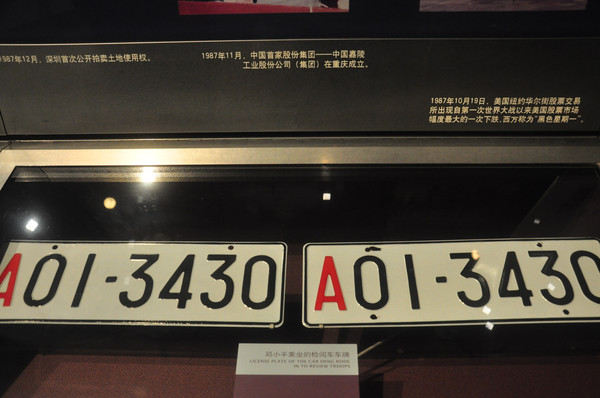 1987年12月，深圳首次公开拍卖土地使用权。
1987年11月，中国首家股份集团——中国嘉陵
工业股份公司（集团）在重庆成立。
1987年10月19日，美国纽约华尔街股票交易
所出现自第一次世界大战以来美国股票市场
幅度最大的一次下跌，西方称为“黑色星期一”。
A01-3430
A01-3430
邓小平乘坐的检阅车车牌
LICENSE PLATE OF THE CAR DENG RODE
IN TO REVIEW TROOPS